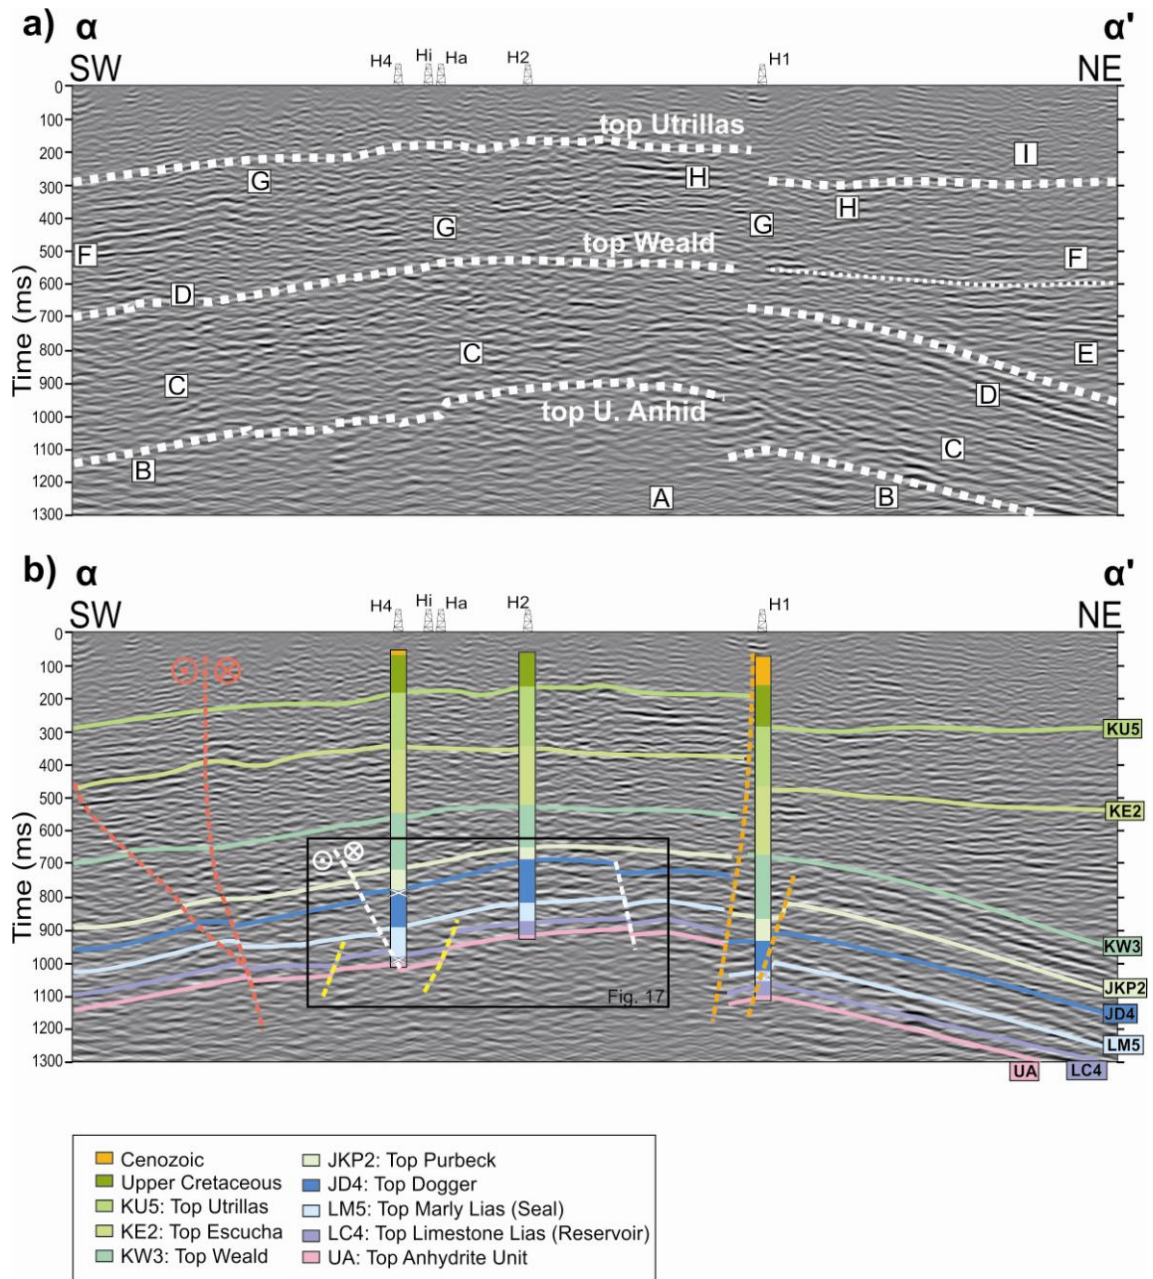 a) α α'
SW H4 Hi Ha H2 H1 NE
0
100
200
300
400
500
600
700
800
900
1000
1100
1200
1300
Time (ms)
top Utrillas
I
G
H
H
G
G
top Weald
F
F
D
E
C
C
D
top U. Anhid
C
B
A
B
b) α α'
SW H4 Hi Ha H2 H1 NE
0
100
200
300
400
500
600
700
800
900
1000
1100
1200
1300
Time (ms)
KU5
KE2
KW3
JKP2
JD4
LM5
UA LC4
Fig. 17
Cenozoic
Upper Cretaceous
KU5: Top Utrillas
KE2: Top Escucha
KW3: Top Weald
JKP2: Top Purbeck
JD4: Top Dogger
LM5: Top Marly Lias (Seal)
LC4: Top Limestone Lias (Reservoir)
UA: Top Anhydrite Unit